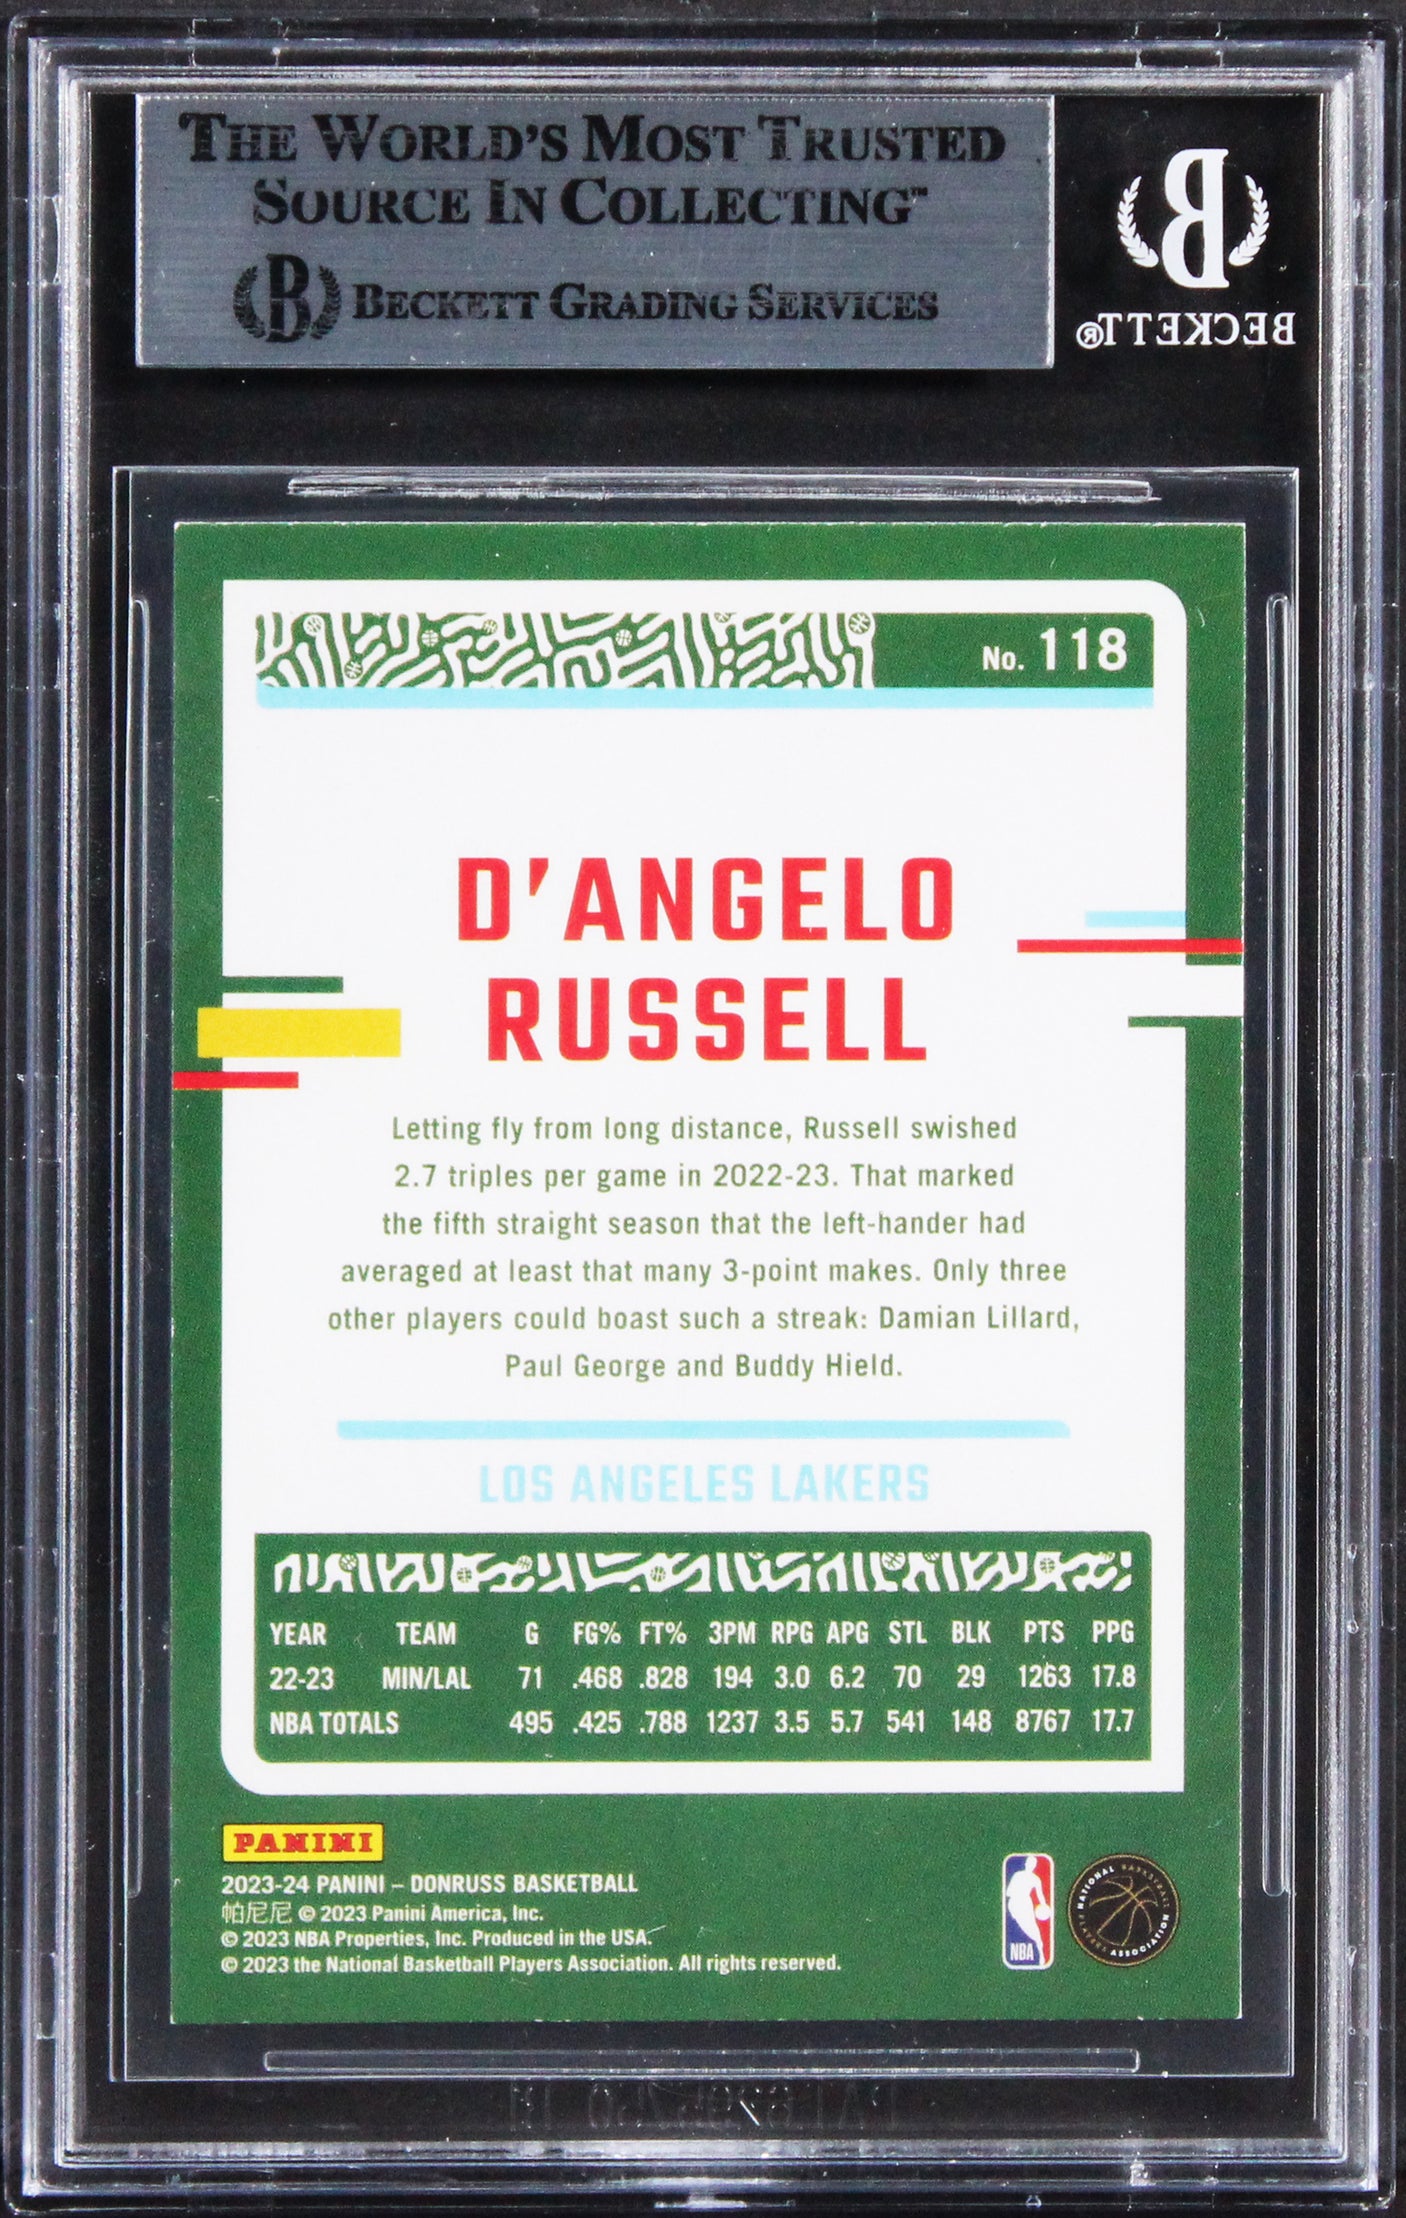 THE WORLD'S MOST TRUSTED
SOURCE IN COLLECTING™
B BECKETT GRADING SERVICES
B
BECKETT®
No. 118
D'ANGELO
RUSSELL
Letting fly from long distance, Russell swished
2.7 triples per game in 2022-23. That marked
the fifth straight season that the left-hander had
averaged at least that many 3-point makes. Only three
other players could boast such a streak: Damian Lillard,
Paul George and Buddy Hield.
LOS ANGELES LAKERS
YEAR TEAM G FG% FT% 3PM RPG APG STL BLK PTS PPG
22-23 MIN/LAL 71 .468 .828 194 3.0 6.2 70 29 1263 17.8
NBA TOTALS 495 .425 .788 1237 3.5 5.7 541 148 8767 17.7
PANINI
2023-24 PANINI – DONRUSS BASKETBALL
帕尼尼 © 2023 Panini America, Inc.
© 2023 NBA Properties, Inc. Produced in the USA.
© 2023 the National Basketball Players Association. All rights reserved.
NBA
NATIONAL BASKETBALL
PLAYERS ASSOCIATION